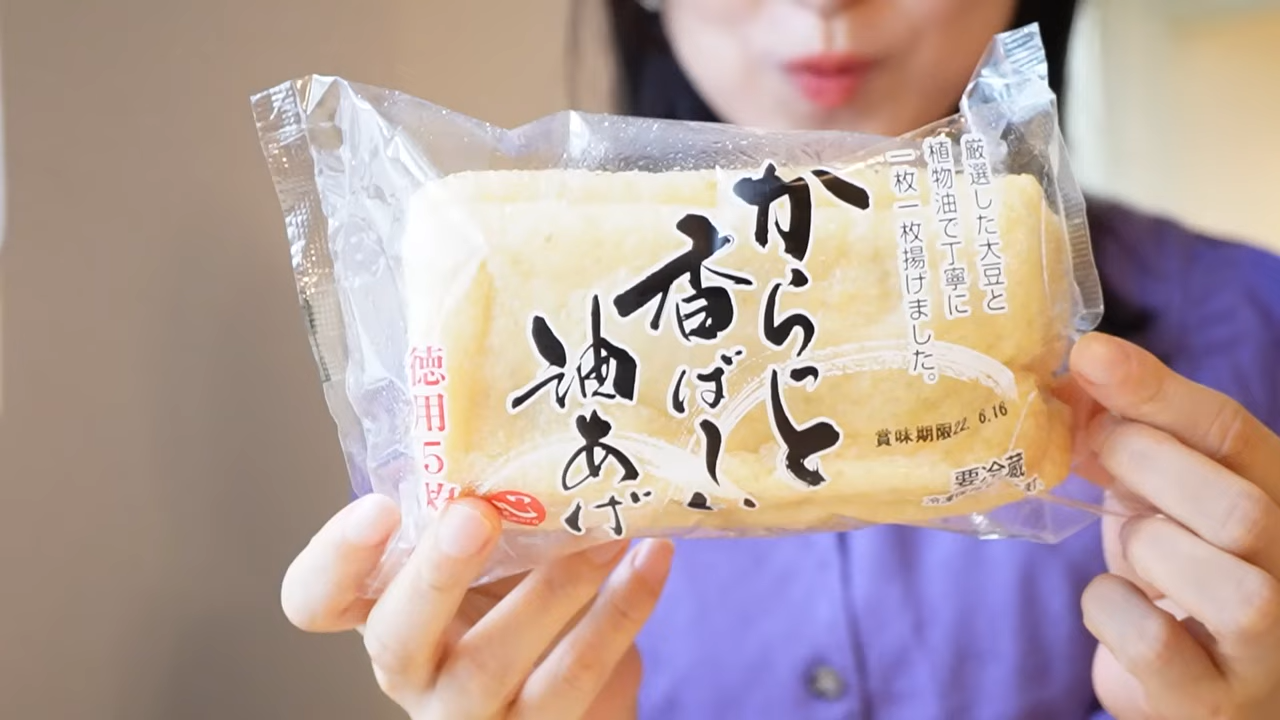 厳選した大豆と
植物油で丁寧に
一枚一枚揚げました。
からっと
香ばしい
油あげ
徳用5枚
賞味期限22. 6.16
要冷蔵